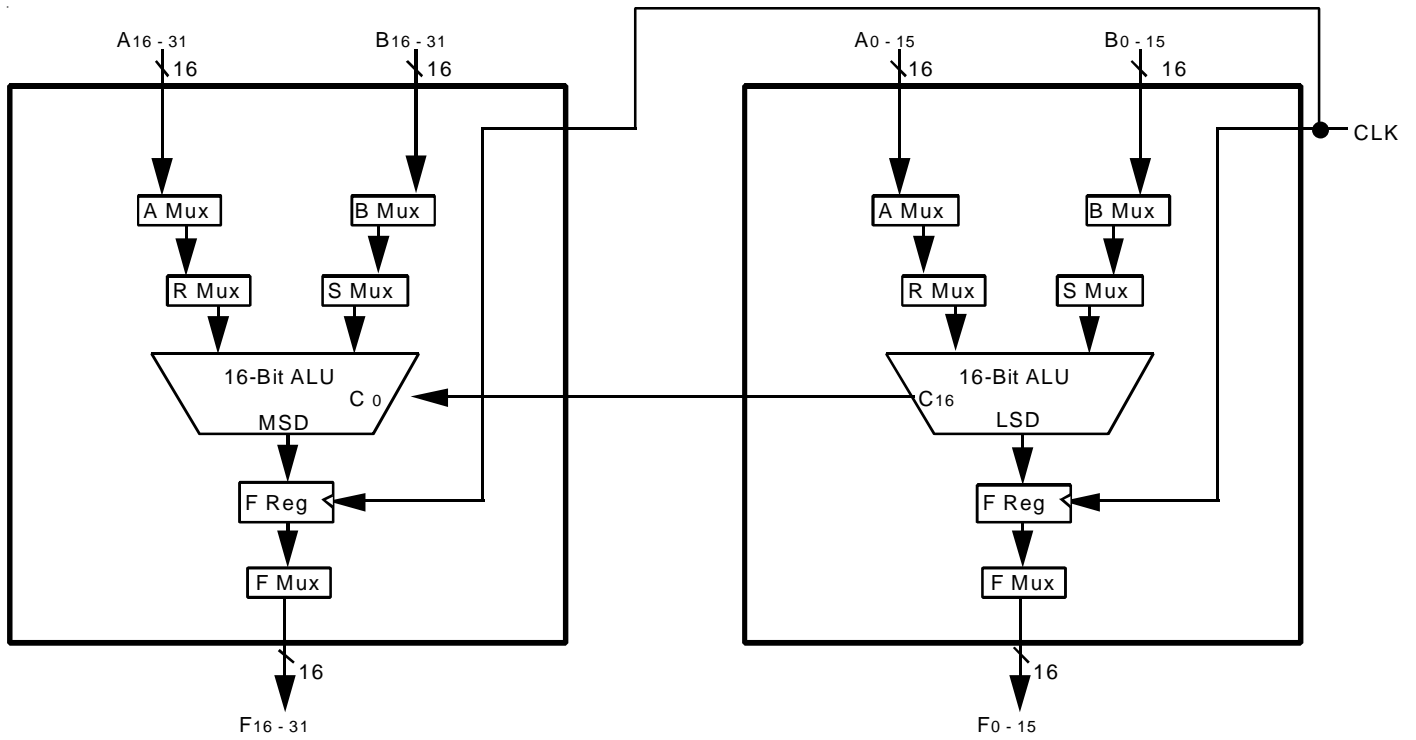 A16 - 31 B16 - 31 A0 - 15 B0 - 15
16 16 16 16
CLK
A Mux B Mux A Mux B Mux
R Mux S Mux R Mux S Mux
16-Bit ALU 16-Bit ALU
C 0 C16
MSD LSD
F Reg F Reg
F Mux F Mux
16 16
F16 - 31 F0 - 15